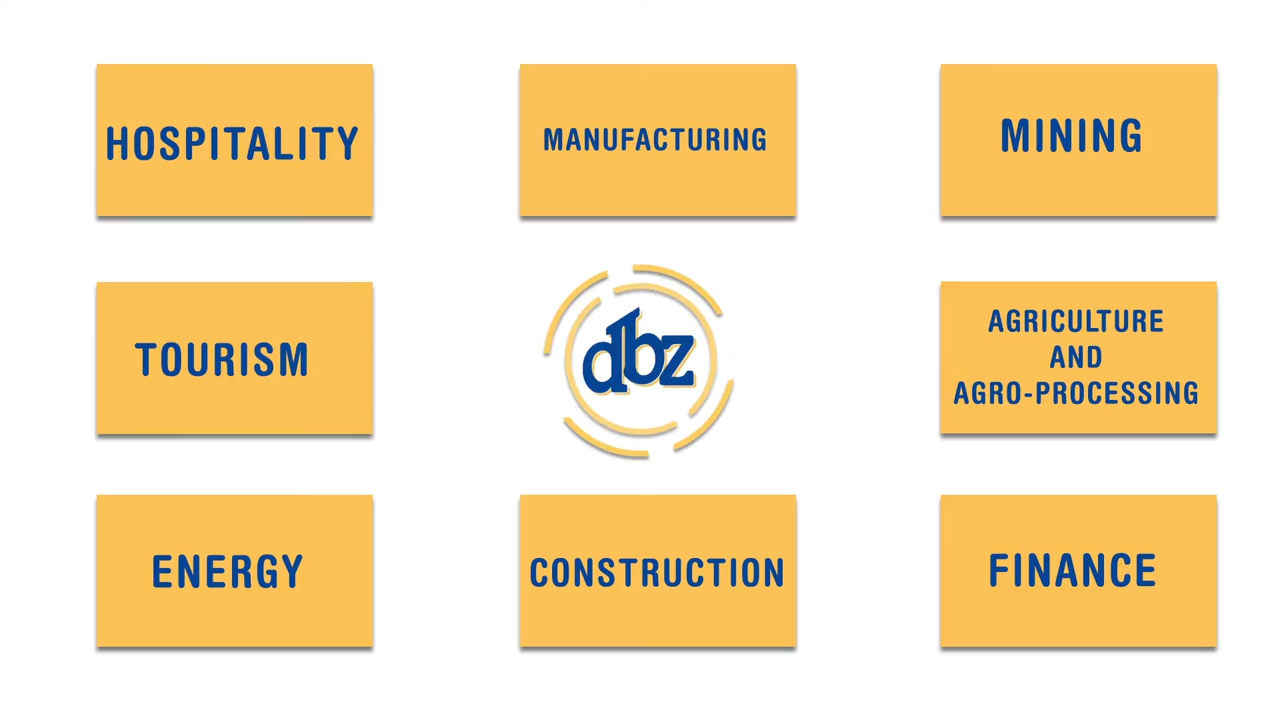 HOSPITALITY
MANUFACTURING
MINING
TOURISM
dbz
AGRICULTURE
AND
AGRO-PROCESSING
ENERGY
CONSTRUCTION
FINANCE